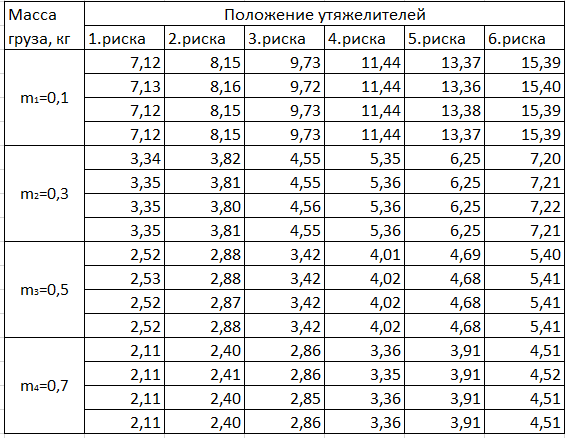 Масса груза, кг Положение утяжелителей
1.риска 2.риска 3.риска 4.риска 5.риска 6.риска
m₁=0,1
7,12 8,15 9,73 11,44 13,37 15,39
7,13 8,16 9,72 11,44 13,36 15,40
7,12 8,15 9,73 11,44 13,38 15,39
7,12 8,15 9,73 11,44 13,37 15,39
m₂=0,3
3,34 3,82 4,55 5,35 6,25 7,20
3,35 3,81 4,55 5,36 6,25 7,21
3,35 3,80 4,56 5,36 6,25 7,22
3,35 3,81 4,55 5,36 6,25 7,21
m₃=0,5
2,52 2,88 3,42 4,01 4,69 5,40
2,53 2,88 3,42 4,02 4,68 5,41
2,52 2,87 3,42 4,02 4,68 5,41
2,52 2,88 3,42 4,02 4,68 5,41
m₄=0,7
2,11 2,40 2,86 3,36 3,91 4,51
2,11 2,41 2,86 3,35 3,91 4,52
2,11 2,40 2,85 3,36 3,91 4,51
2,11 2,40 2,86 3,36 3,91 4,51